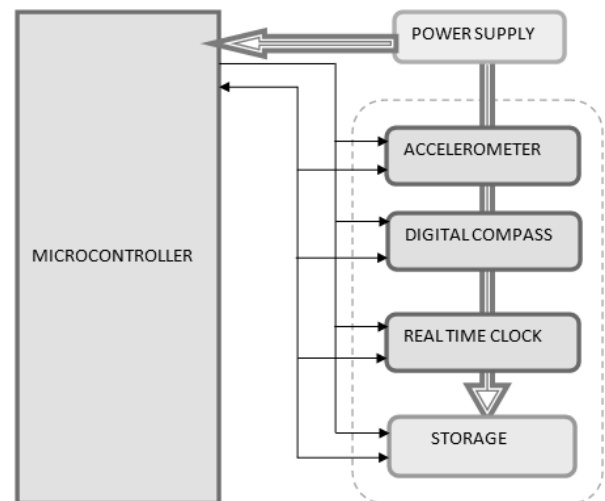 POWER SUPPLY
ACCELEROMETER
DIGITAL COMPASS
MICROCONTROLLER
REAL TIME CLOCK
STORAGE